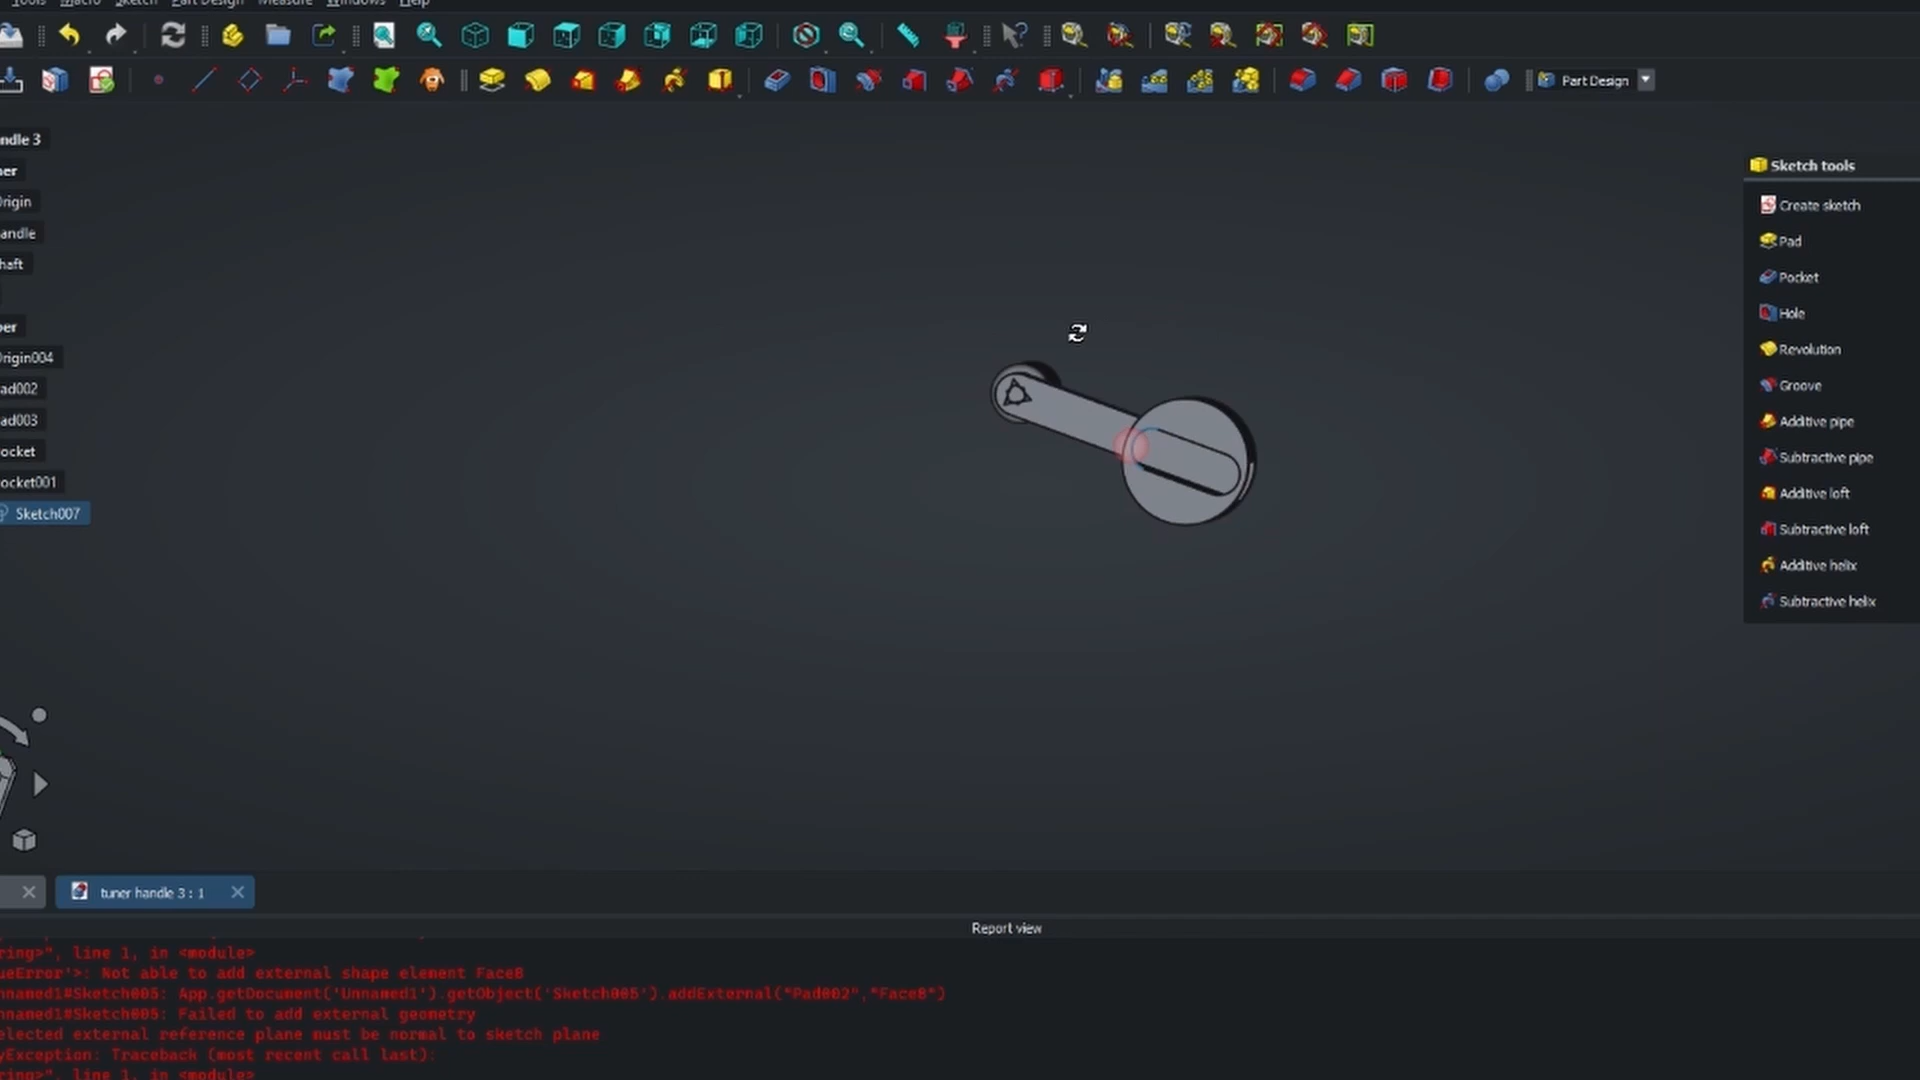 Tools Macro Sketch Part Design Measure Windows Help
Part Design
ndle 3
er
Origin
andle
haft
per
Origin004
ad002
ad003
ocket
ocket001
Sketch007
Sketch tools
Create sketch
Pad
Pocket
Hole
Revolution
Groove
Additive pipe
Subtractive pipe
Additive loft
Subtractive loft
Additive helix
Subtractive helix
tuner handle 3 : 1
Report view
ring>", line 1, in <module>
ueError'>: Not able to add external shape element Face8
nnamed1#Sketch005: App.getDocument('Unnamed1').getObject('Sketch005').addExternal("Pad002","Face8")
nnamed1#Sketch005: Failed to add external geometry
elected external reference plane must be normal to sketch plane
yException: Traceback (most recent call last):
ring>", line 1, in <module>